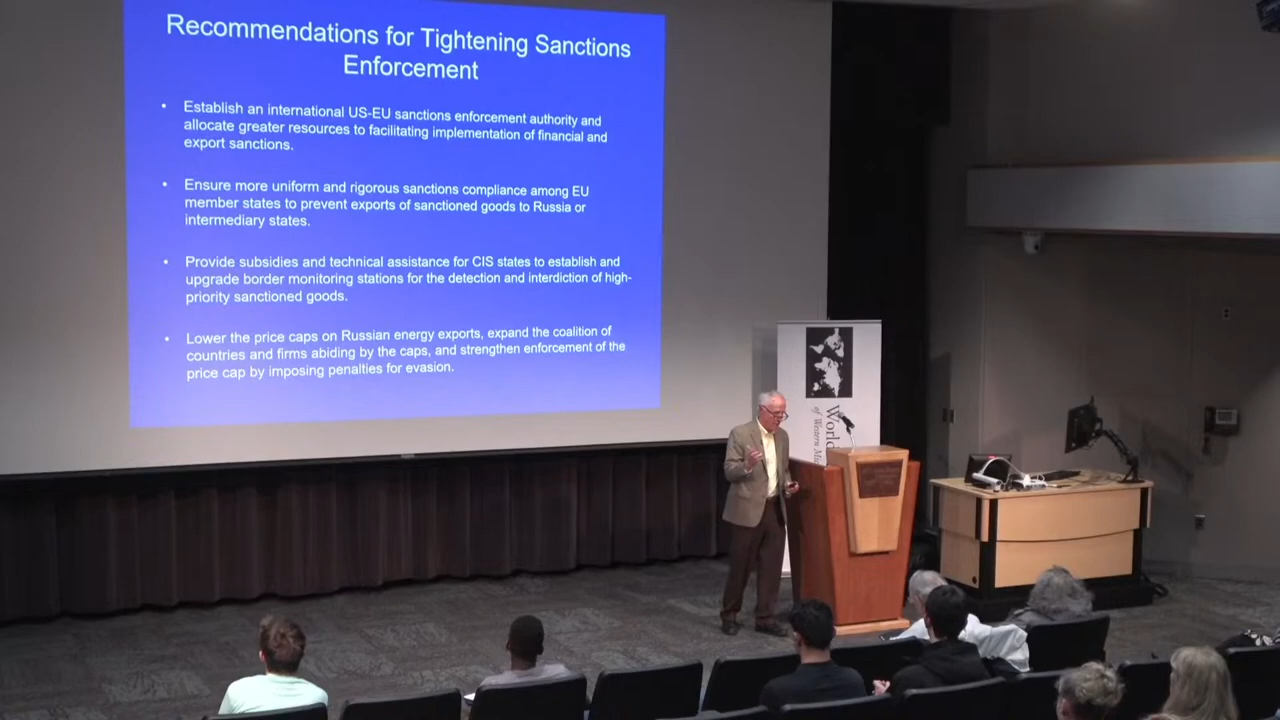 Recommendations for Tightening Sanctions
Enforcement
• Establish an international US-EU sanctions enforcement authority and
allocate greater resources to facilitating implementation of financial and
export sanctions.
• Ensure more uniform and rigorous sanctions compliance among EU
member states to prevent exports of sanctioned goods to Russia or
intermediary states.
• Provide subsidies and technical assistance for CIS states to establish and
upgrade border monitoring stations for the detection and interdiction of high-
priority sanctioned goods.
• Lower the price caps on Russian energy exports, expand the coalition of
countries and firms abiding by the caps, and strengthen enforcement of the
price cap by imposing penalties for evasion.
World
of Western Mic